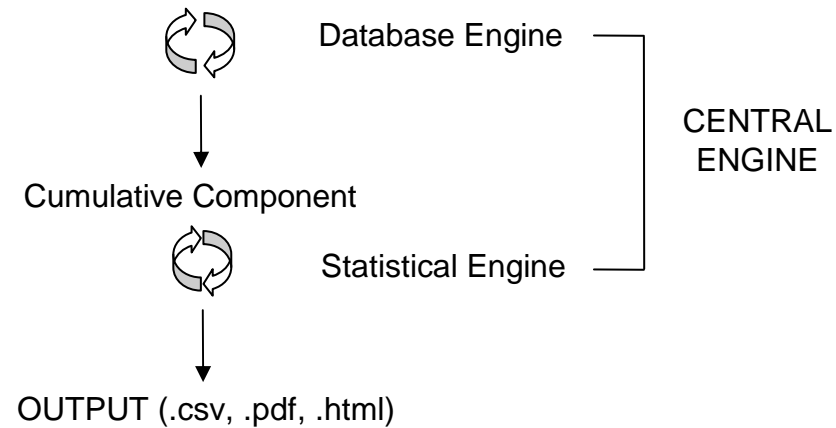 Database Engine
CENTRAL
ENGINE
Cumulative Component
Statistical Engine
OUTPUT (.csv, .pdf, .html)